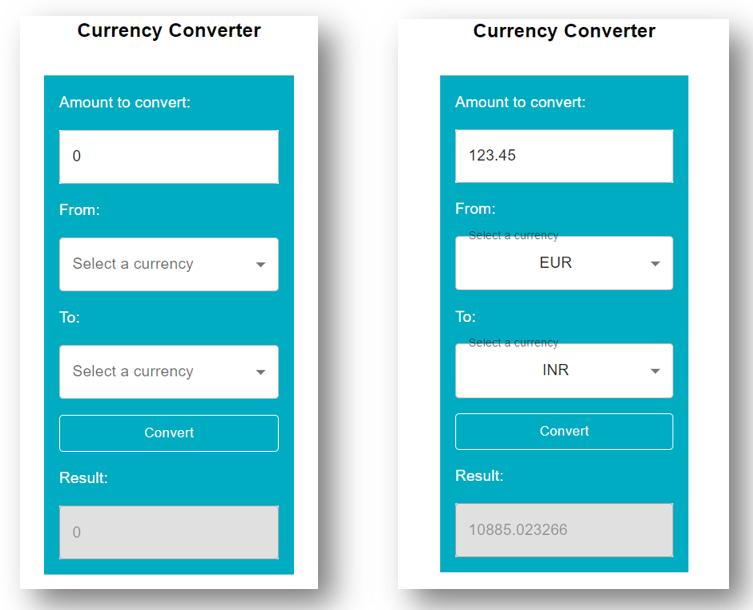 Currency Converter
Amount to convert:
0
From:
Select a currency
To:
Select a currency
Convert
Result:
0
Currency Converter
Amount to convert:
123.45
From:
Select a currency
EUR
To:
Select a currency
INR
Convert
Result:
10885.023266